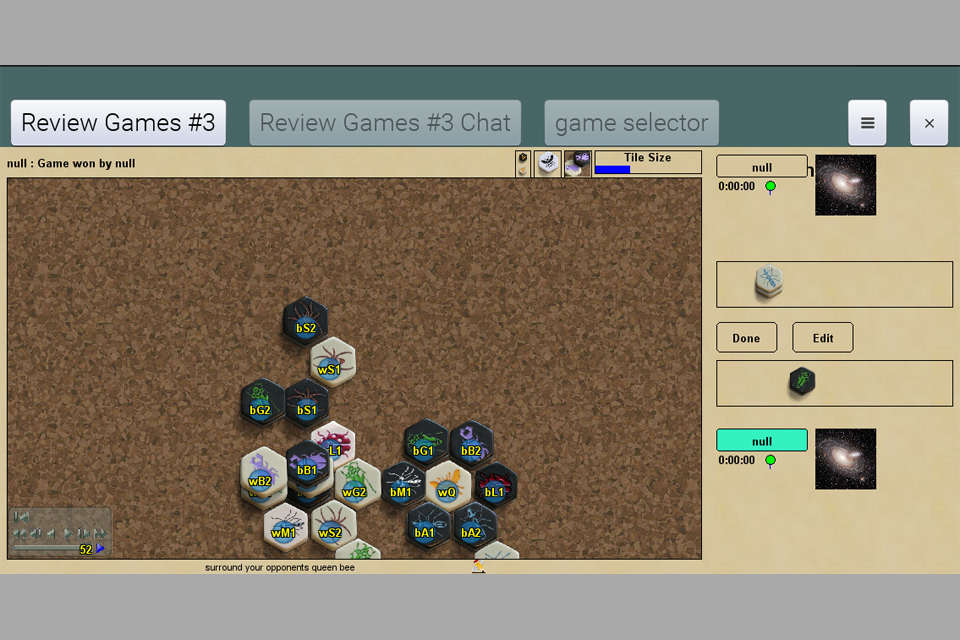 Review Games #3
Review Games #3 Chat
game selector
null : Game won by null
Tile Size
null
0:00:00
bS2
wS1
bG2
bS1
L1
bG1
bB2
wB2
bB1
wG2
bM1
wQ
bL1
wM1
wS2
bA1
bA2
Done
Edit
null
0:00:00
52
surround your opponents queen bee